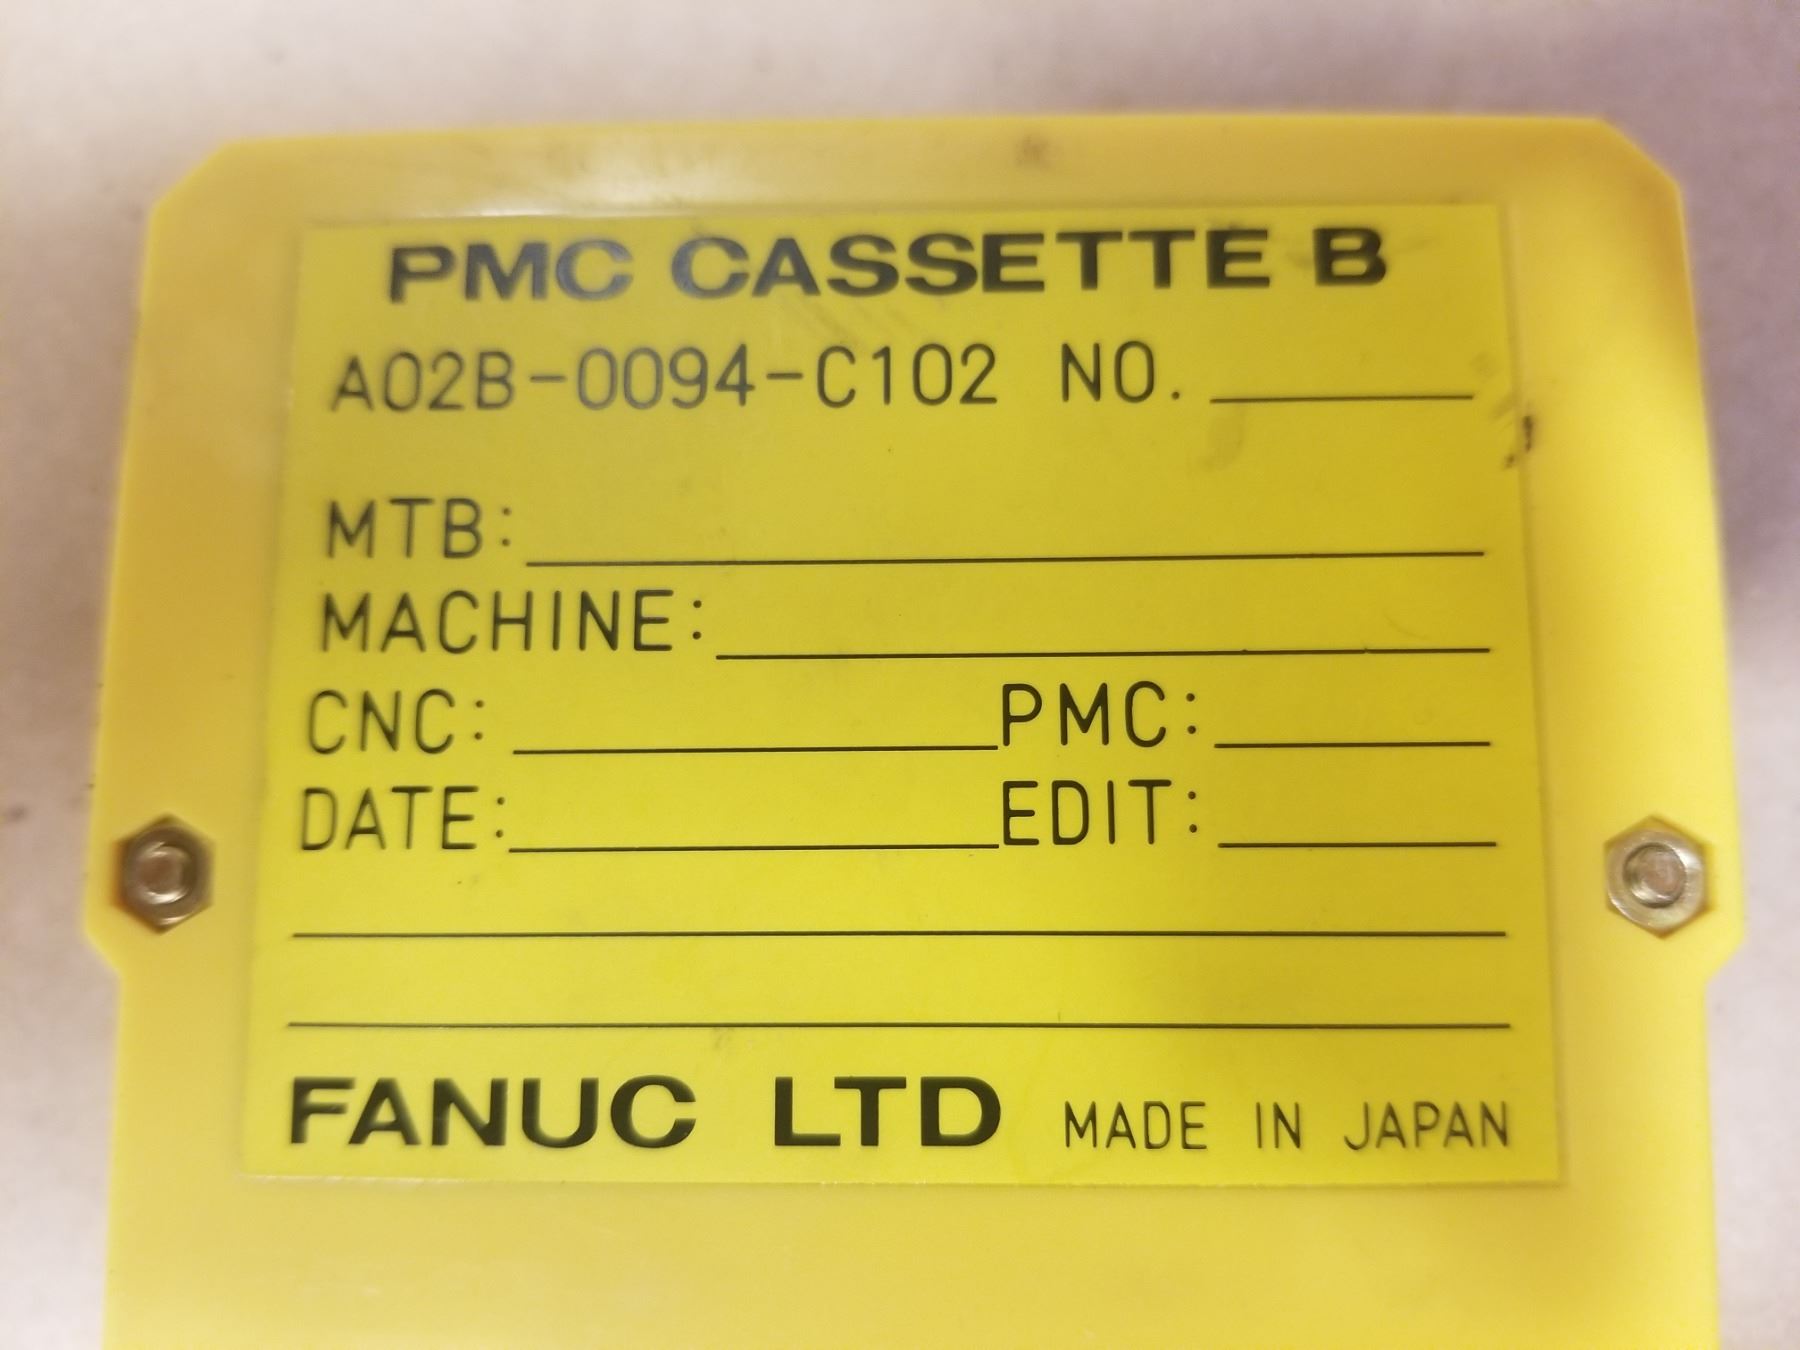 PMC CASSETTE B
A02B-0094-C102 NO.
MTB:
MACHINE:
CNC: PMC:
DATE: EDIT:
FANUC LTD MADE IN JAPAN